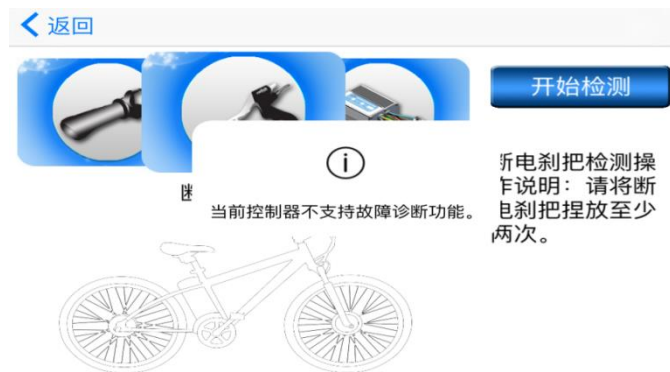 返回
开始检测
断
当前控制器不支持故障诊断功能。
断电刹把检测操
作说明：请将断
电刹把捏放至少
两次。